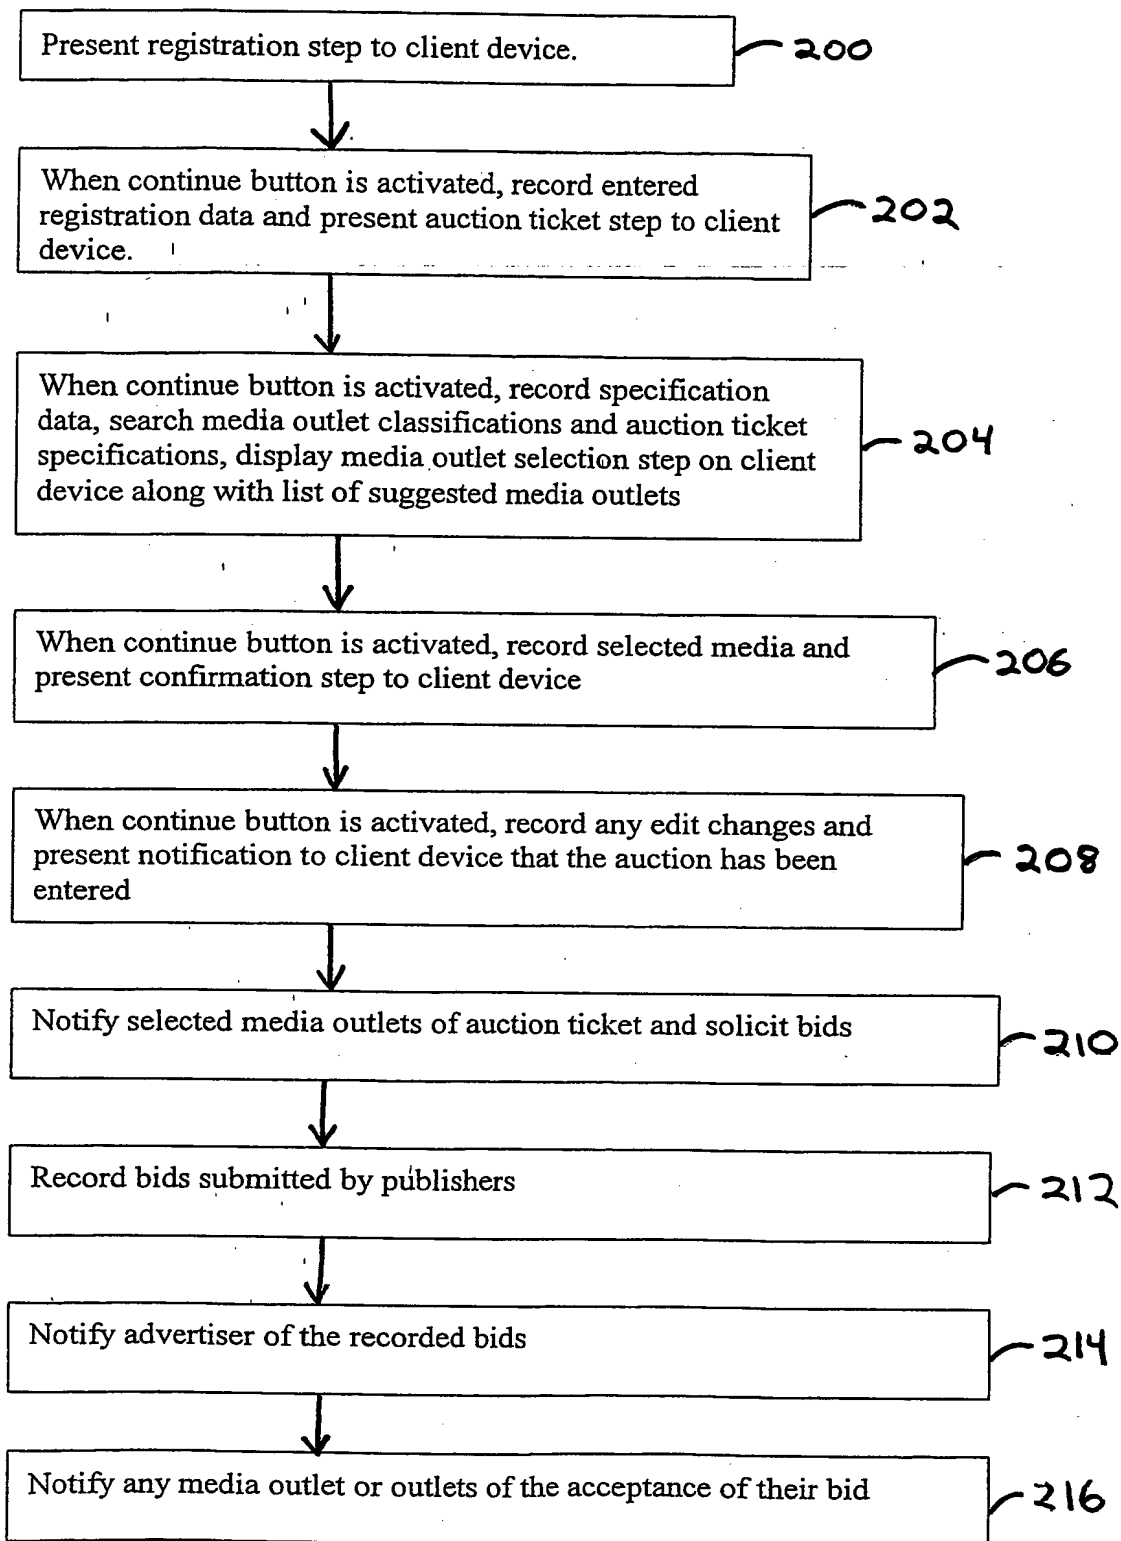 Present registration step to client device.
200
When continue button is activated, record entered
registration data and present auction ticket step to client
device.
202
When continue button is activated, record specification
data, search media outlet classifications and auction ticket
specifications, display media outlet selection step on client
device along with list of suggested media outlets
204
When continue button is activated, record selected media and
present confirmation step to client device
206
When continue button is activated, record any edit changes and
present notification to client device that the auction has been
entered
208
Notify selected media outlets of auction ticket and solicit bids
210
Record bids submitted by publishers
212
Notify advertiser of the recorded bids
214
Notify any media outlet or outlets of the acceptance of their bid
216